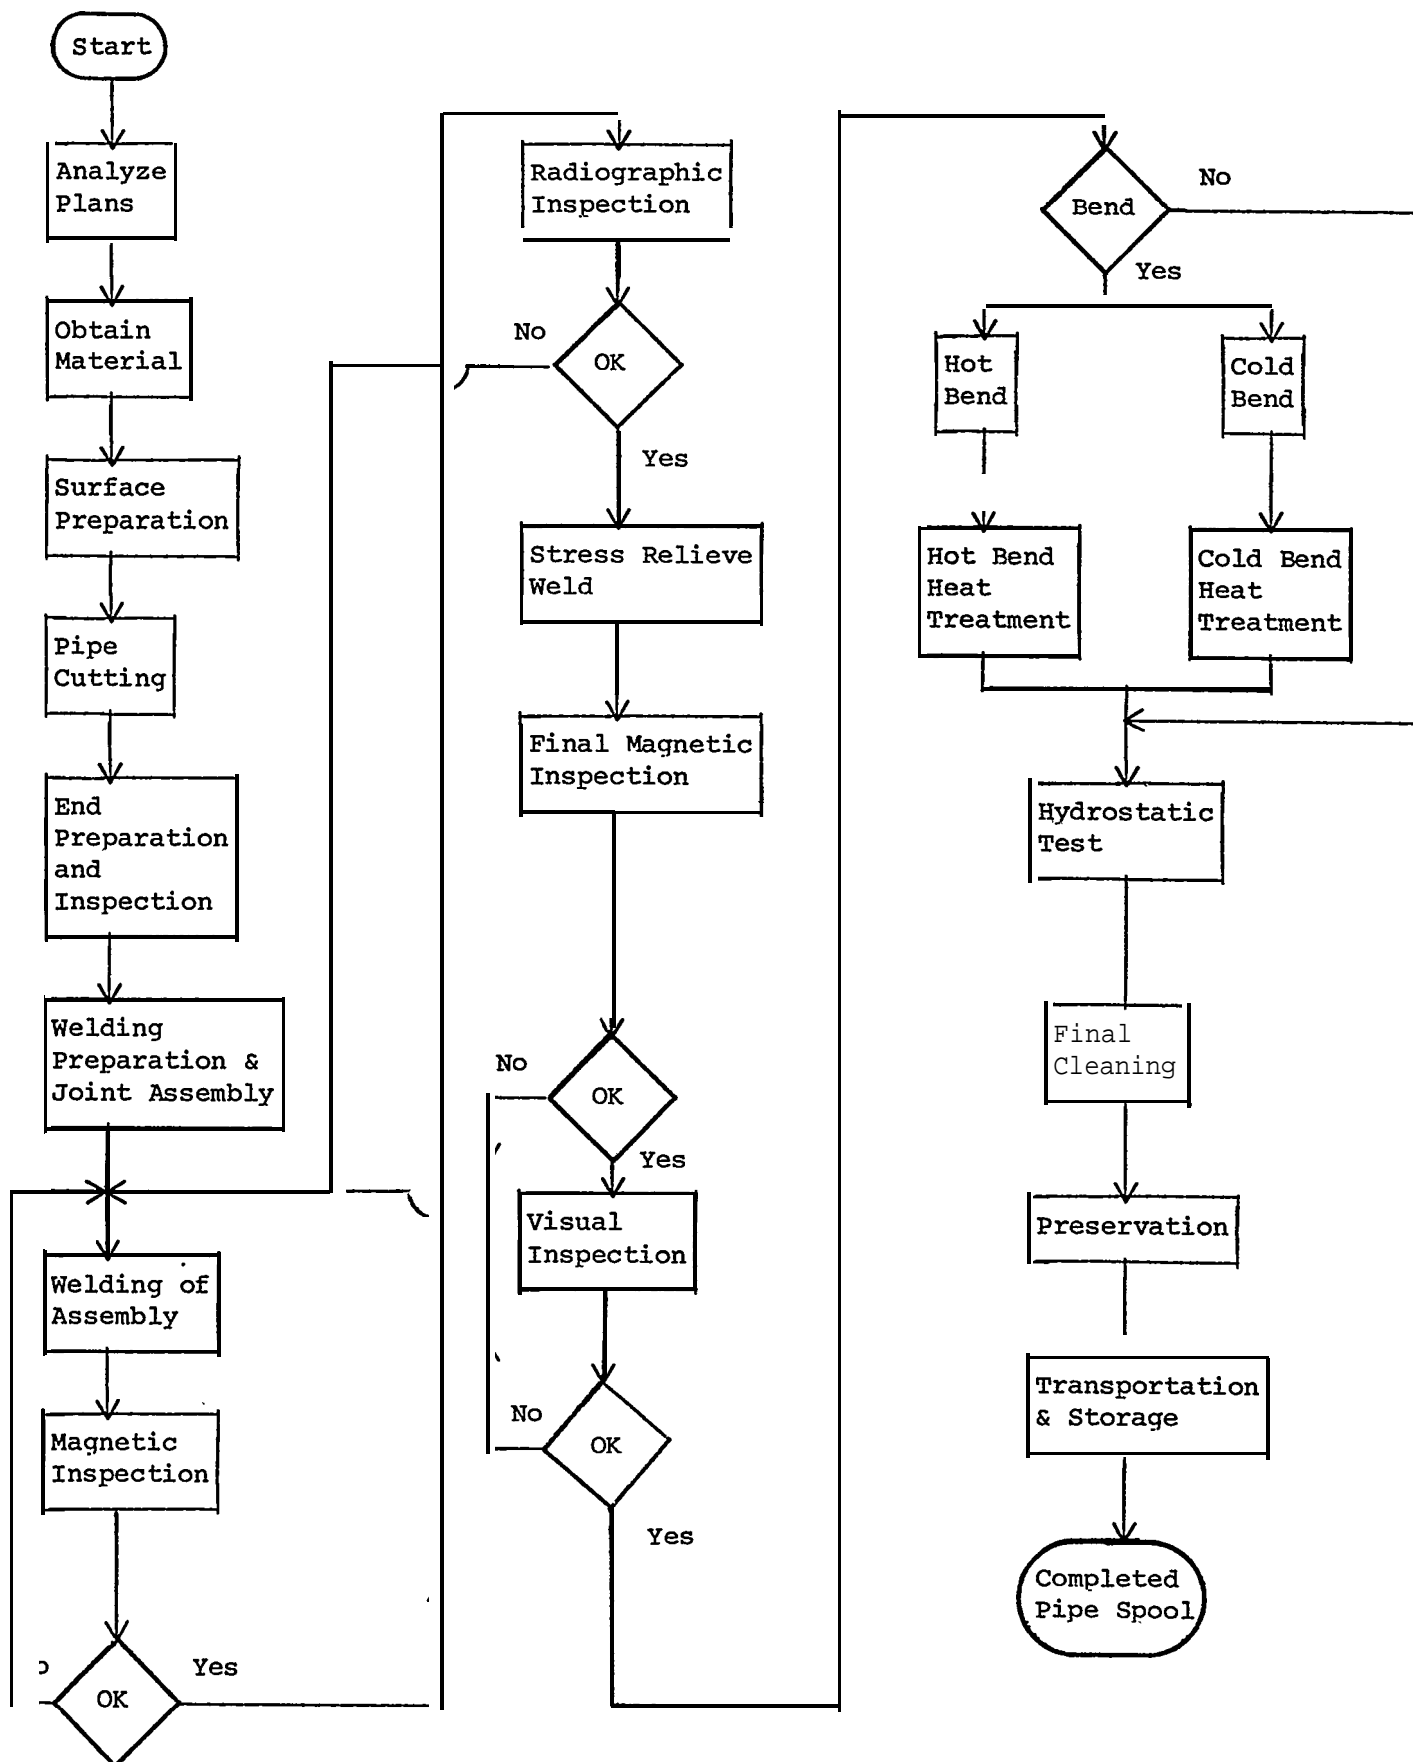 Start
Analyze
Plans
Obtain
Material
Surface
Preparation
Pipe
Cutting
End
Preparation
and
Inspection
Welding
Preparation &
Joint Assembly
Welding of
Assembly
Magnetic
Inspection
Yes
OK
Radiographic
Inspection
No
OK
Yes
Stress Relieve
Weld
Final Magnetic
Inspection
No
OK
Yes
Visual
Inspection
No
OK
Yes
No
Bend
Yes
Hot
Bend
Cold
Bend
Hot Bend
Heat
Treatment
Cold Bend
Heat
Treatment
Hydrostatic
Test
Final
Cleaning
Preservation
Transportation
& Storage
Completed
Pipe Spool